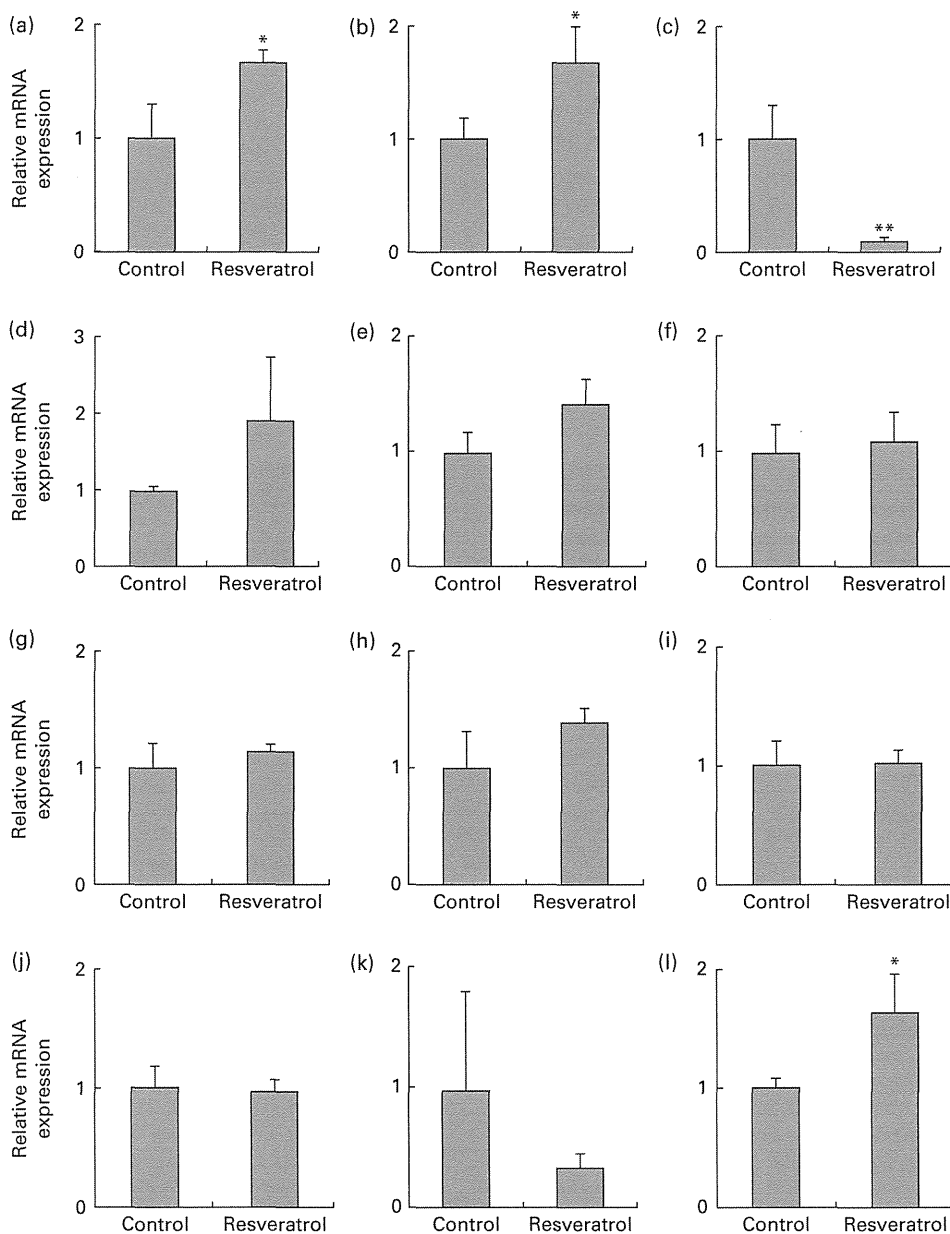 (a)
Relative mRNA
expression
2
1
0
*
Control Resveratrol
(b)
2
1
0
*
Control Resveratrol
(c)
2
1
0
**
Control Resveratrol
(d)
Relative mRNA
expression
3
2
1
0
Control Resveratrol
(e)
2
1
0
Control Resveratrol
(f)
2
1
0
Control Resveratrol
(g)
Relative mRNA
expression
2
1
0
Control Resveratrol
(h)
2
1
0
Control Resveratrol
(i)
2
1
0
Control Resveratrol
(j)
Relative mRNA
expression
2
1
0
Control Resveratrol
(k)
2
1
0
Control Resveratrol
(l)
2
1
0
*
Control Resveratrol